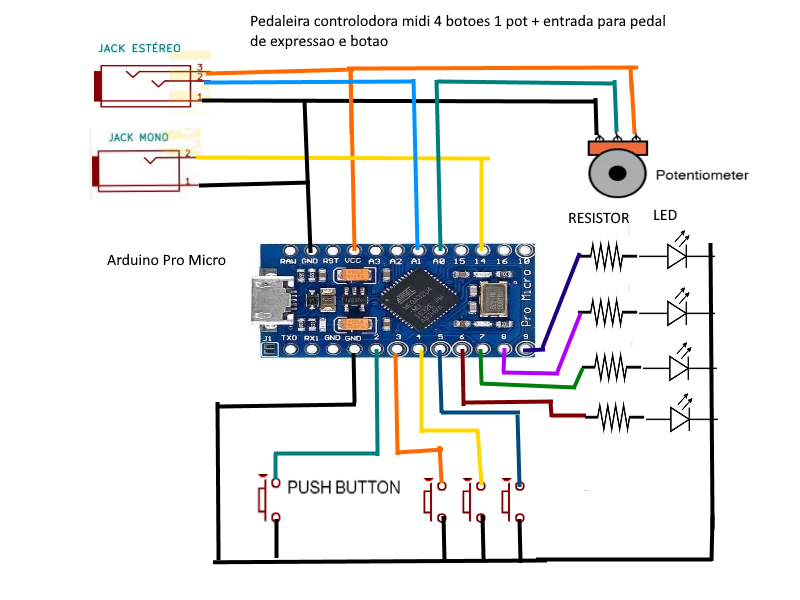 Pedaleira controlodora midi 4 botoes 1 pot + entrada para pedal
de expressao e botao
JACK ESTÉREO
3
2
1
JACK MONO
2
1
Potentiometer
RESISTOR
LED
Arduino Pro Micro
RAW GND RST VCC A3 A2 A1 A0 15 14 16 10
Pro Micro
J1
TXO RX1 GND GND 2 3 4 5 6 7 8 9
PUSH BUTTON